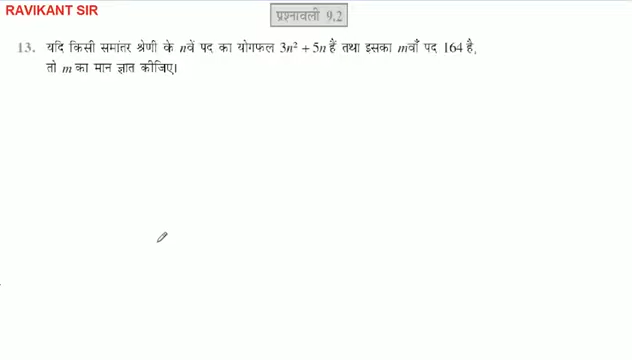 RAVIKANT SIR
प्रश्नावली 9.2
13. यदि किसी समांतर श्रेणी के nवें पद का योगफल 3n² + 5n हैं तथा इसका mवाँ पद 164 है,
तो m का मान ज्ञात कीजिए।